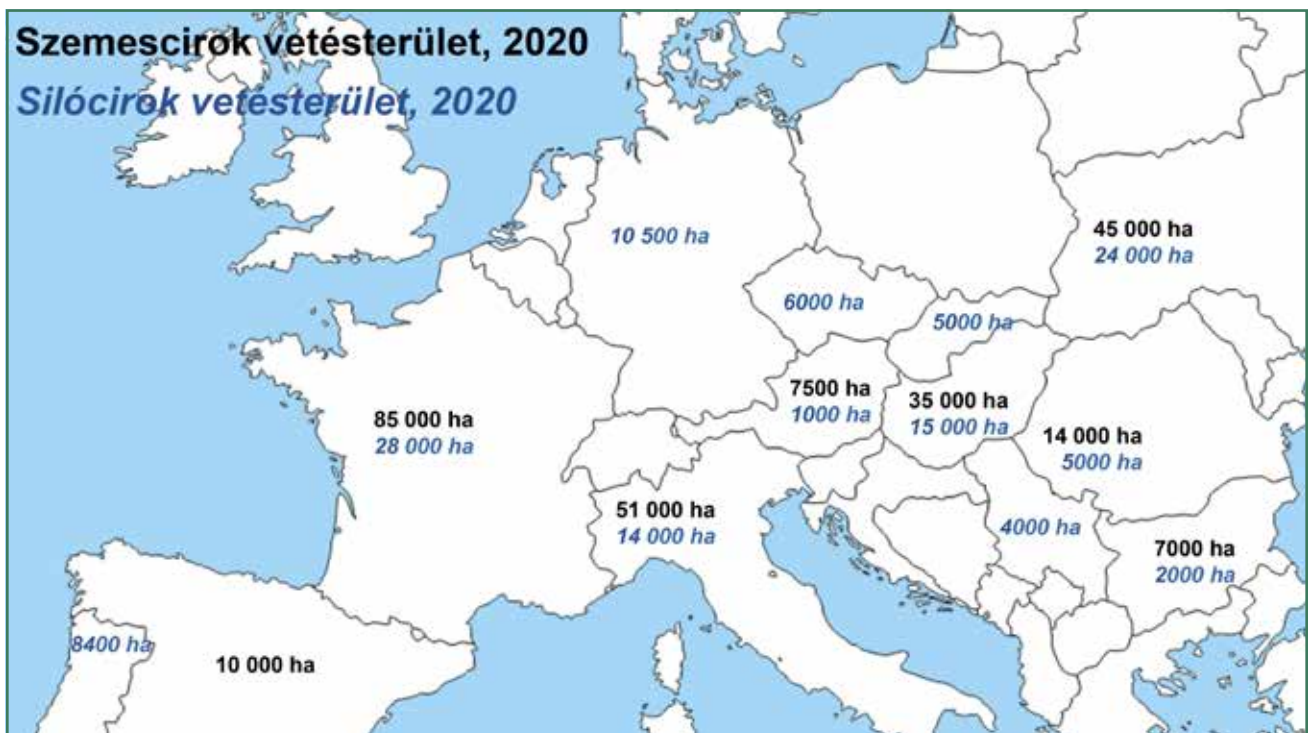 Szemescirok vetésterület, 2020
Silócirok vetésterület, 2020
10 500 ha
45 000 ha
24 000 ha
6000 ha
5000 ha
7500 ha
1000 ha
35 000 ha
15 000 ha
85 000 ha
28 000 ha
14 000 ha
5000 ha
51 000 ha
14 000 ha
4000 ha
7000 ha
2000 ha
8400 ha
10 000 ha